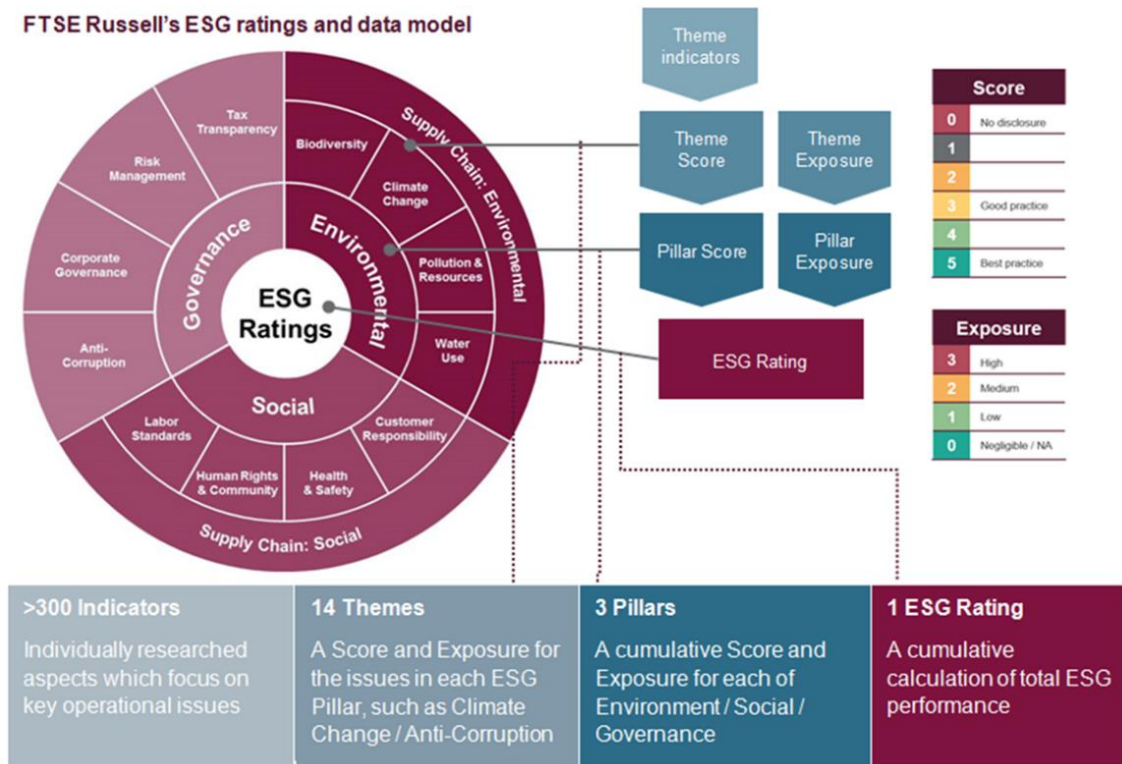 FTSE Russell's ESG ratings and data model
Tax
Transparency
Risk
Management
Corporate
Governance
Anti-
Corruption
Governance
Biodiversity
Climate
Change
Pollution &
Resources
Water
Use
Environmental
Supply Chain: Environmental
ESG
Ratings
Social
Labor
Standards
Human Rights
& Community
Health
& Safety
Customer
Responsibility
Supply Chain: Social
Theme
indicators
Theme
Score
Theme
Exposure
Pillar Score
Pillar
Exposure
ESG Rating
Score
0 No disclosure
1
2
3 Good practice
4
5 Best practice
Exposure
3 High
2 Medium
1 Low
0 Negligible / NA
>300 Indicators
Individually researched
aspects which focus on
key operational issues
14 Themes
A Score and Exposure for
the issues in each ESG
Pillar, such as Climate
Change / Anti-Corruption
3 Pillars
A cumulative Score and
Exposure for each of
Environment / Social /
Governance
1 ESG Rating
A cumulative
calculation of total ESG
performance